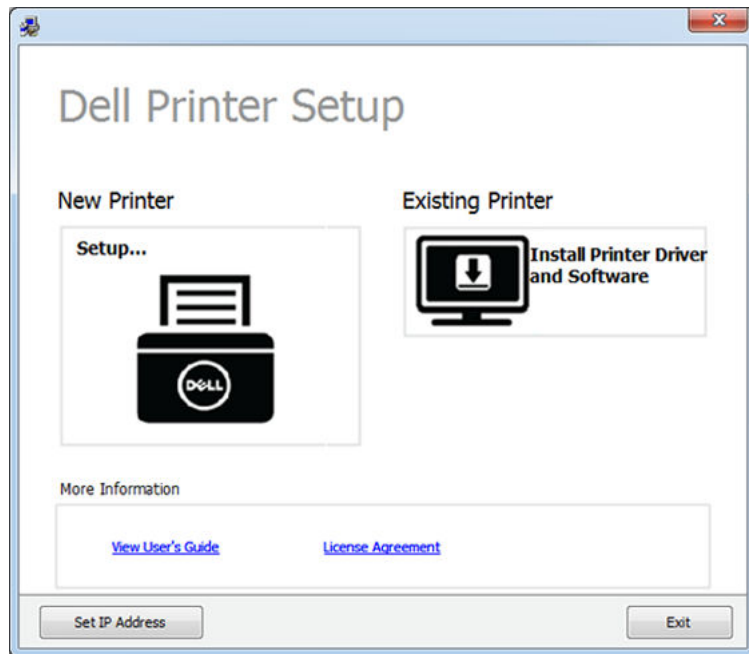 Dell Printer Setup
New Printer
Existing Printer
Setup...
DELL
Install Printer Driver
and Software
More Information
View User's Guide
License Agreement
Set IP Address
Exit